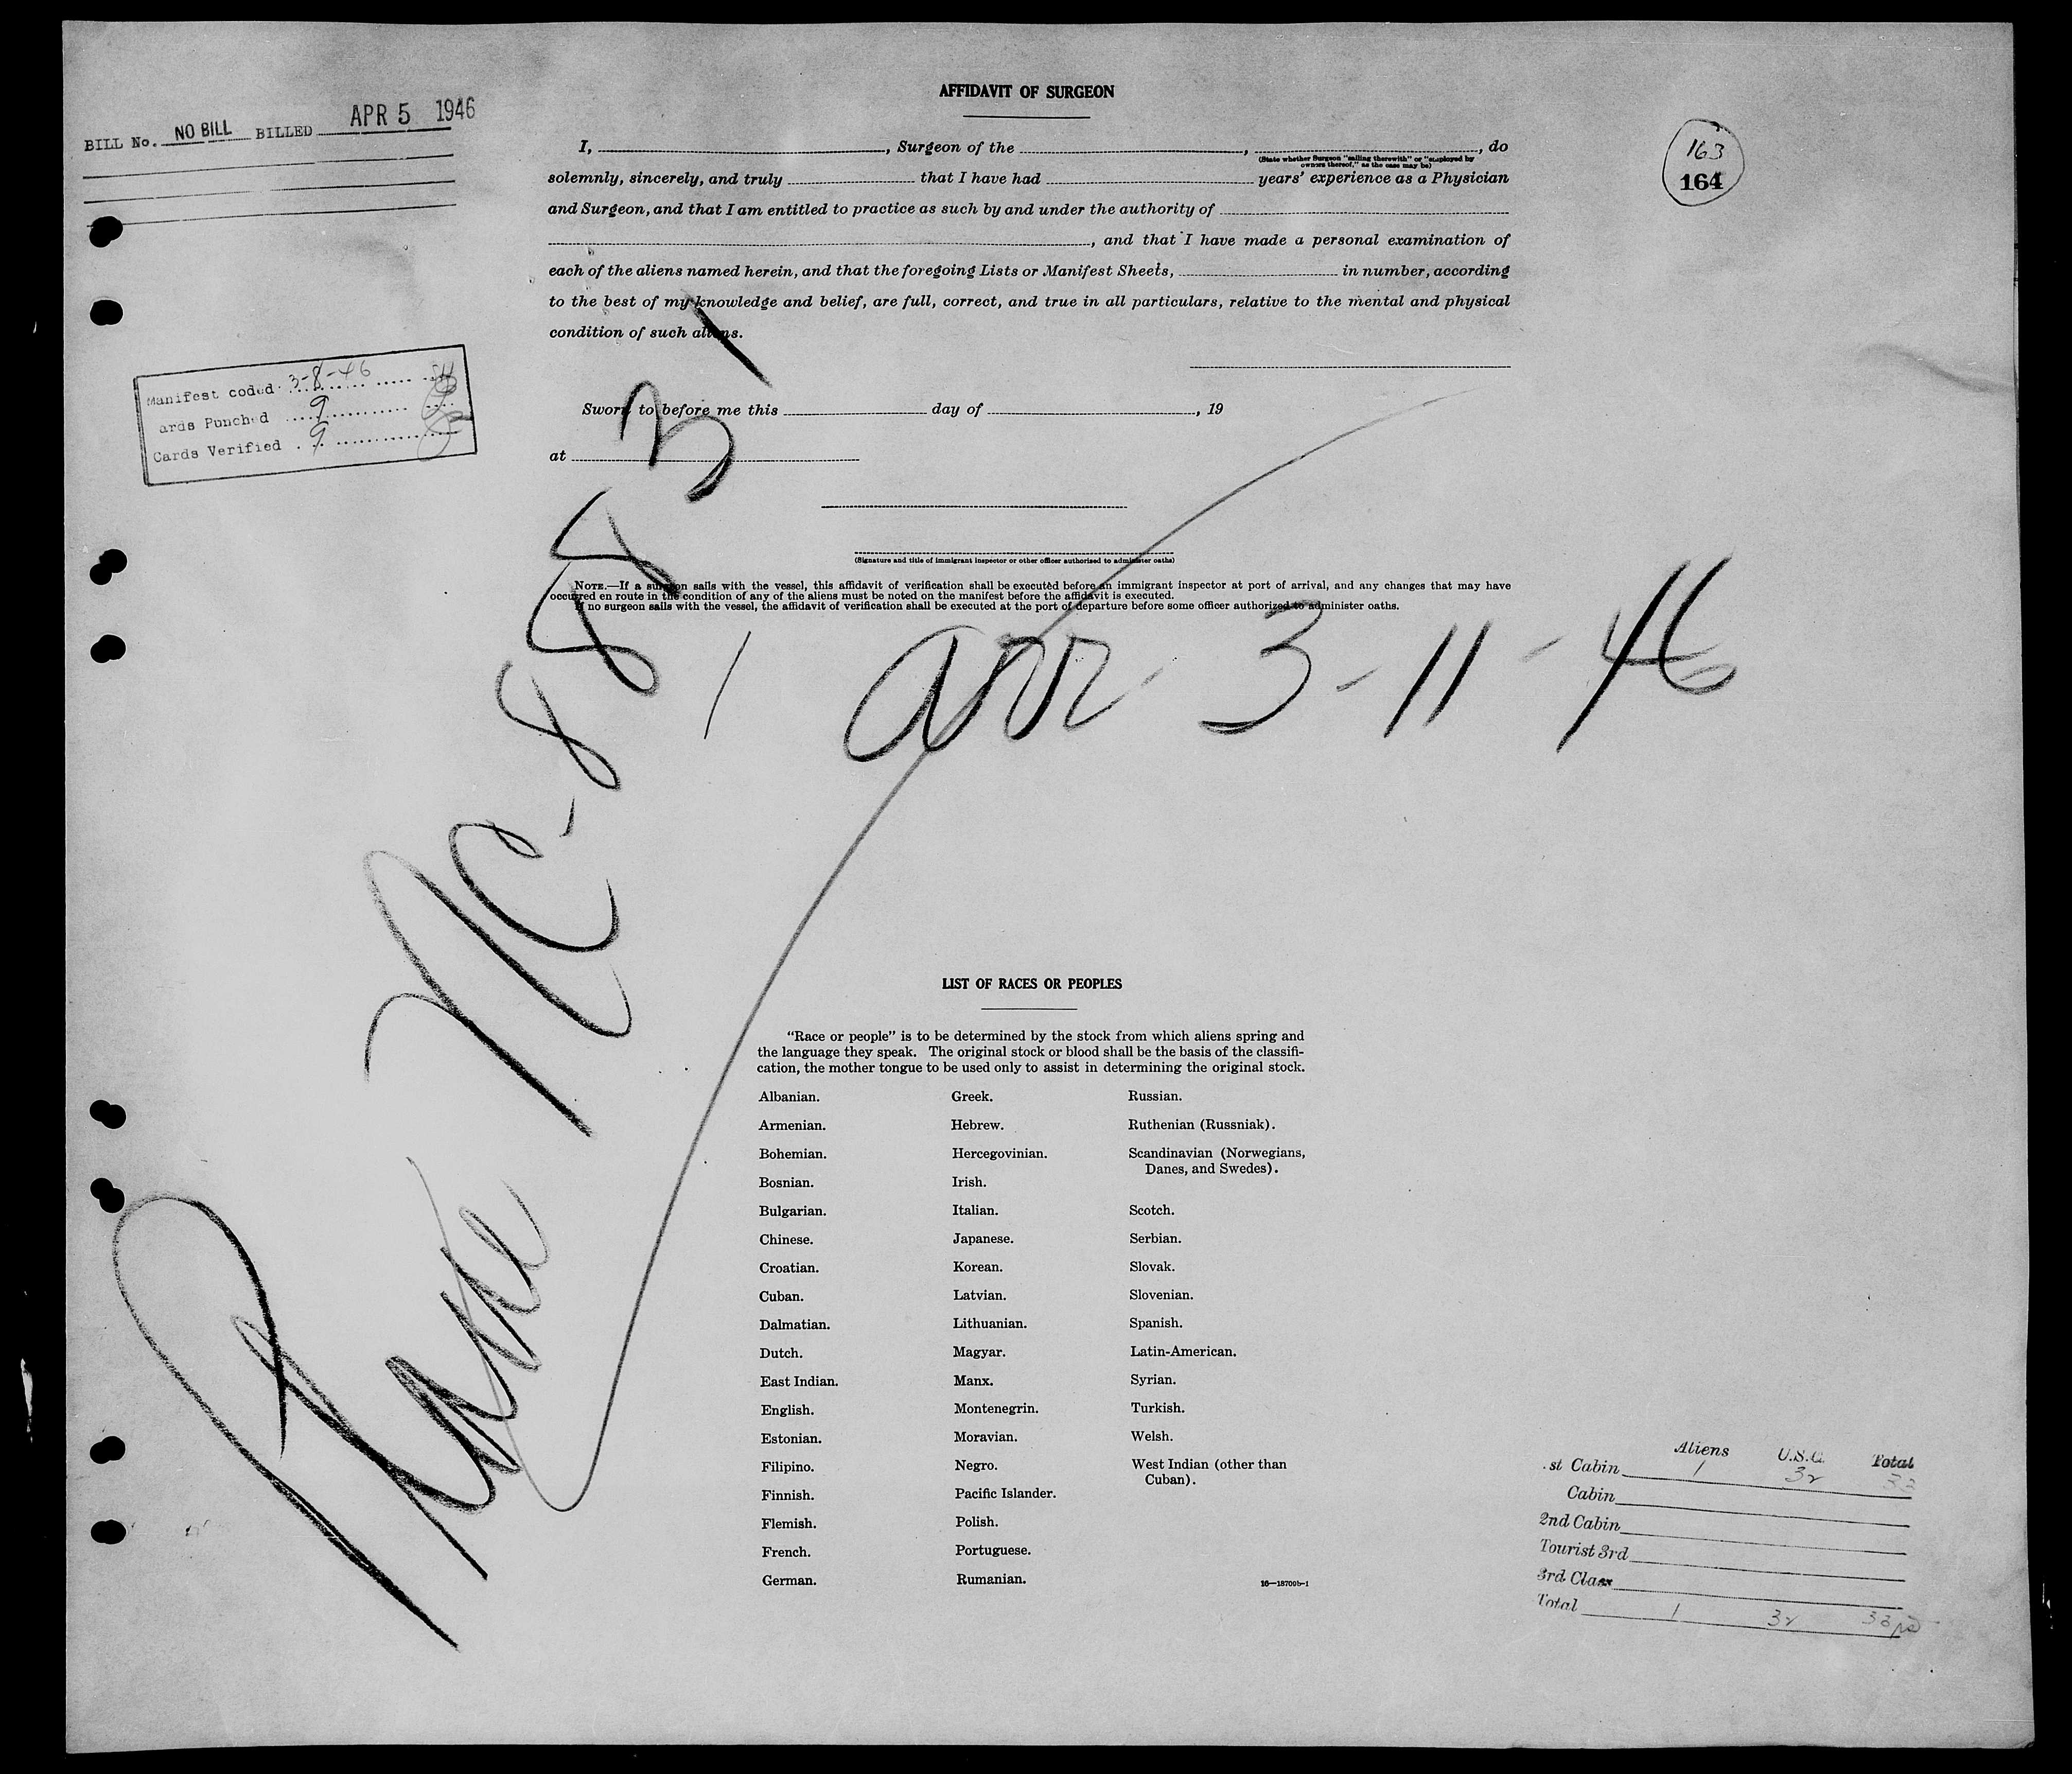 BILL No. NO BILL BILLED APR 5 1946
AFFIDAVIT OF SURGEON
163
164
I, , Surgeon of the , , do
(State whether Surgeon "sailing therewith" or "employed by
owners thereof," as the case may be)
solemnly, sincerely, and truly that I have had years' experience as a Physician
and Surgeon, and that I am entitled to practice as such by and under the authority of
, and that I have made a personal examination of
each of the aliens named herein, and that the foregoing Lists or Manifest Sheets, in number, according
to the best of my knowledge and belief, are full, correct, and true in all particulars, relative to the mental and physical
condition of such aliens.
Manifest coded 3-8-46
ards Punched 9
Cards Verified 9
Sworn to before me this day of , 19
at
(Signature and title of immigrant inspector or other officer authorized to administer oaths)
NOTE.—If a surgeon sails with the vessel, this affidavit of verification shall be executed before an immigrant inspector at port of arrival, and any changes that may have
occurred en route in the condition of any of the aliens must be noted on the manifest before the affidavit is executed.
If no surgeon sails with the vessel, the affidavit of verification shall be executed at the port of departure before some officer authorized to administer oaths.
Plane NC-88831
arr 3-11-46
LIST OF RACES OR PEOPLES
"Race or people" is to be determined by the stock from which aliens spring and
the language they speak. The original stock or blood shall be the basis of the classifi-
cation, the mother tongue to be used only to assist in determining the original stock.
Albanian. Greek. Russian.
Armenian. Hebrew. Ruthenian (Russniak).
Bohemian. Hercegovinian. Scandinavian (Norwegians,
Danes, and Swedes).
Bosnian. Irish.
Bulgarian. Italian. Scotch.
Chinese. Japanese. Serbian.
Croatian. Korean. Slovak.
Cuban. Latvian. Slovenian.
Dalmatian. Lithuanian. Spanish.
Dutch. Magyar. Latin-American.
East Indian. Manx. Syrian.
English. Montenegrin. Turkish.
Estonian. Moravian. Welsh.
Filipino. Negro. West Indian (other than
Cuban).
Finnish. Pacific Islander.
Flemish. Polish.
French. Portuguese.
German. Rumanian.
16—18709b-1
Aliens U.S.C. Total
st Cabin 1 32 33
Cabin
2nd Cabin
Tourist 3rd
3rd Class
Total 1 32 33